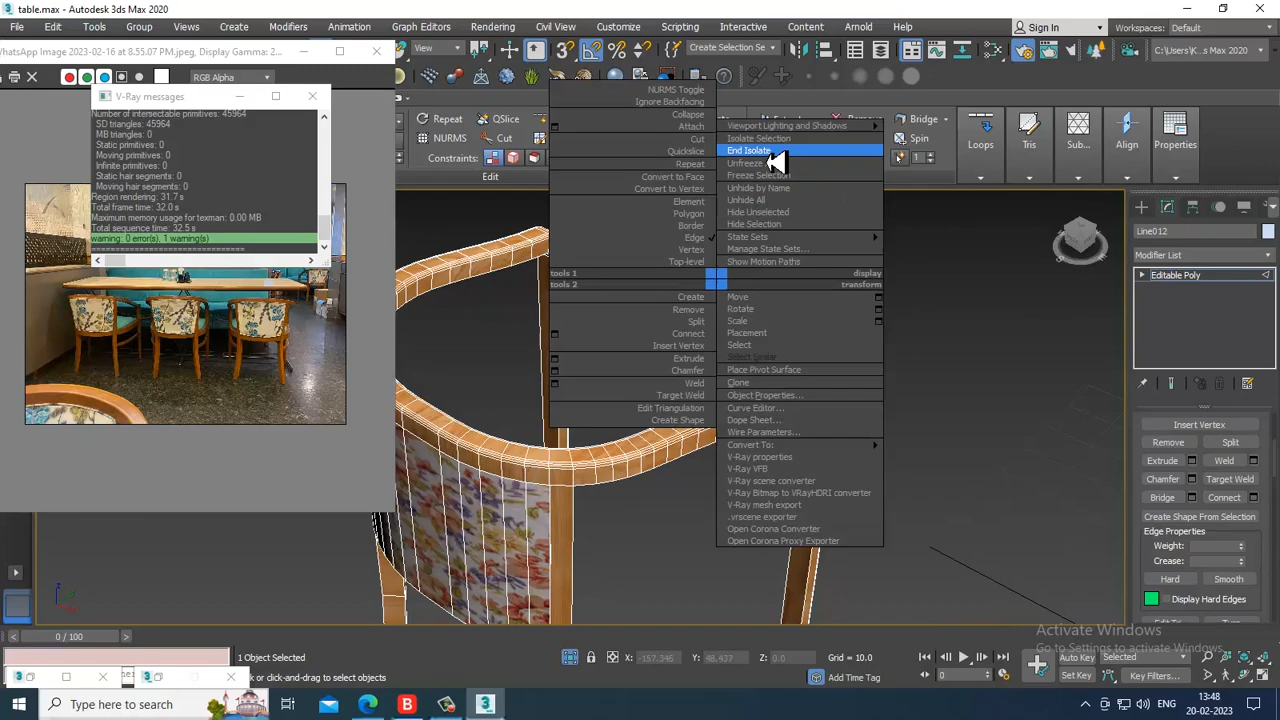 table.max - Autodesk 3ds Max 2020
File Edit Tools Group Views Create Modifiers Animation Graph Editors Rendering Civil View Customize Scripting Interactive Content Arnold Help Sign In Workspaces: Default
WhatsApp Image 2023-02-16 at 8.55.07 P.M.jpeg, Display Gamma: 2...
View
Create Selection Se
C:\Users\K...s Max 2020
RGB Alpha
V-Ray messages
Number of intersectable primitives: 45964
SD triangles: 45964
MB triangles: 0
Static primitives: 0
Moving primitives: 0
Infinite primitives: 0
Static hair segments: 0
Moving hair segments: 0
Region rendering: 31.7 s
Total frame time: 32.0 s
Maximum memory usage for texman: 0.00 MB
Total sequence time: 32.5 s
warning: 0 error(s), 1 warning(s)
Repeat QSlice
NURMS Cut
Constraints:
Edit
NURMS Toggle
Ignore Backfacing
Collapse
Attach
Cut
Quickslice
Repeat
Convert to Face
Convert to Vertex
Element
Polygon
Border
Edge
Vertex
Top-level
tools 1
tools 2
Create
Remove
Split
Connect
Insert Vertex
Extrude
Chamfer
Weld
Target Weld
Edit Triangulation
Create Shape
Viewport Lighting and Shadows
Isolate Selection
End Isolate
Unfreeze
Freeze Selection
Unhide by Name
Unhide All
Hide Unselected
Hide Selection
State Sets
Manage State Sets...
Show Motion Paths
display
transform
Move
Rotate
Scale
Placement
Select
Select Similar
Place Pivot Surface
Clone
Object Properties...
Curve Editor...
Dope Sheet...
Wire Parameters...
Convert To:
V-Ray properties
V-Ray VFB
V-Ray scene converter
V-Ray Bitmap to VRayHDRI converter
V-Ray mesh export
.vrscene exporter
Open Corona Converter
Open Corona Proxy Exporter
Bridge
Spin
1
Loops Tris Sub... Align Properties
Line012
Modifier List
Editable Poly
Insert Vertex
Remove Split
Extrude Weld
Chamfer Target Weld
Bridge Connect
Create Shape From Selection
Edge Properties
Weight:
Crease:
Hard Smooth
Display Hard Edges
Activate Windows
Go to Settings to activate Windows.
0 / 100
1 Object Selected
X: -157.346 Y: 48.437 Z: 0.0 Grid = 10.0
Auto Key Selected
k or click-and-drag to select objects
Add Time Tag
0
Set Key Key Filters...
Type here to search
ENG
13:48
20-02-2023